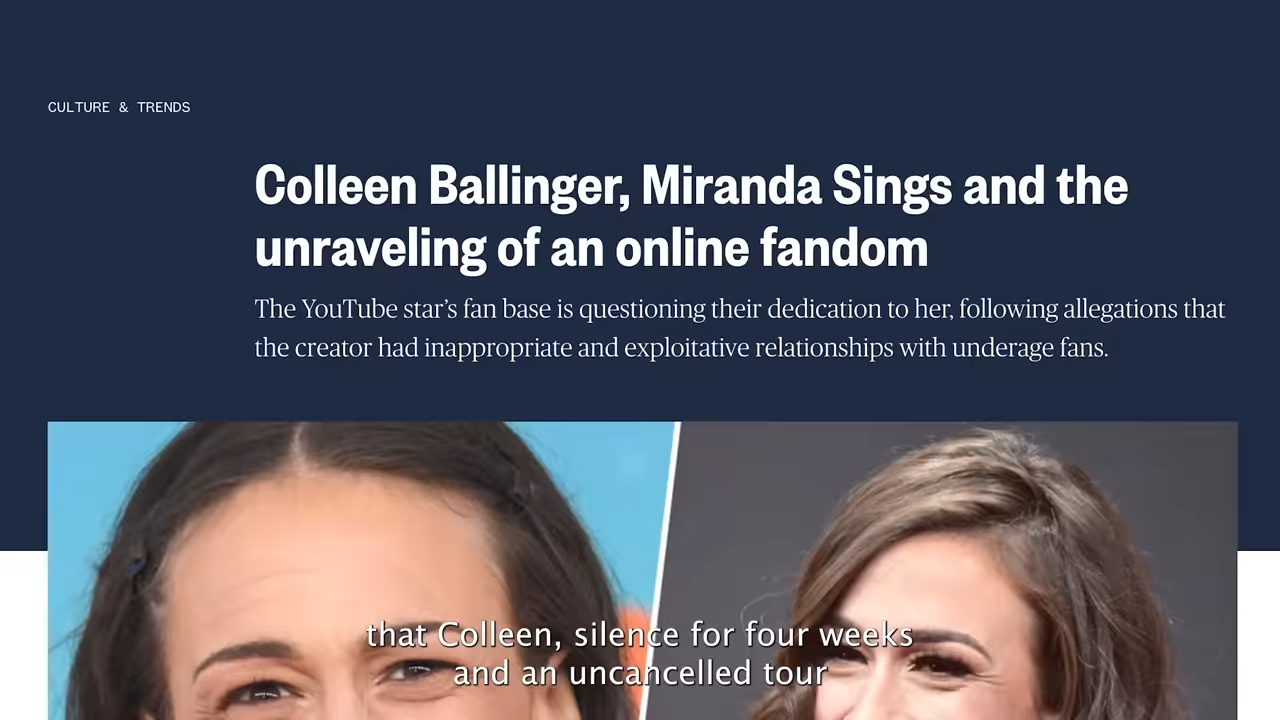 CULTURE & TRENDS
Colleen Ballinger, Miranda Sings and the
unraveling of an online fandom
The YouTube star’s fan base is questioning their dedication to her, following allegations that
the creator had inappropriate and exploitative relationships with underage fans.
that Colleen, silence for four weeks
and an uncancelled tour